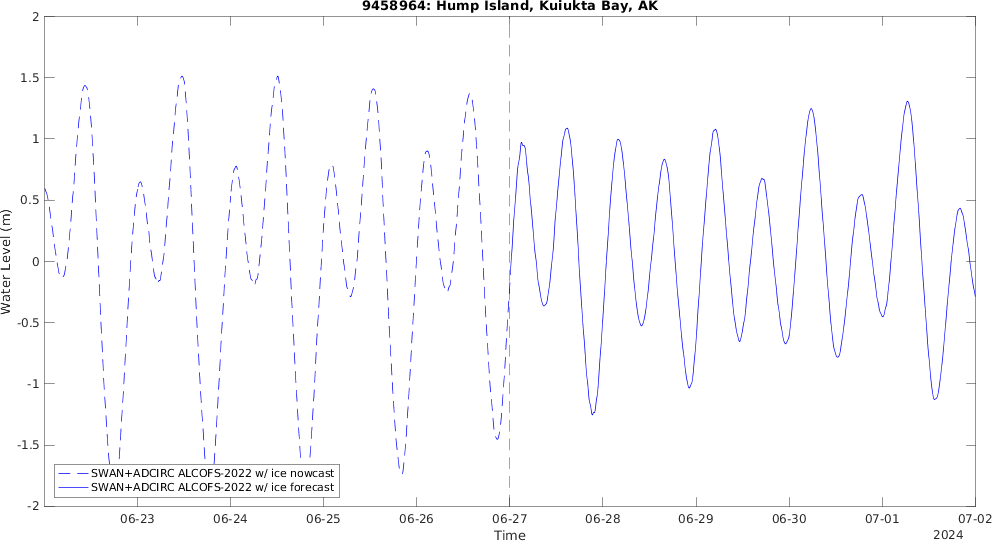 9458964: Hump Island, Kuiukta Bay, AK
Water Level (m)
2
1.5
1
0.5
0
-0.5
-1
-1.5
-2
SWAN+ADCIRC ALCOFS-2022 w/ ice nowcast
SWAN+ADCIRC ALCOFS-2022 w/ ice forecast
06-23 06-24 06-25 06-26 06-27 06-28 06-29 06-30 07-01 07-02
Time
2024